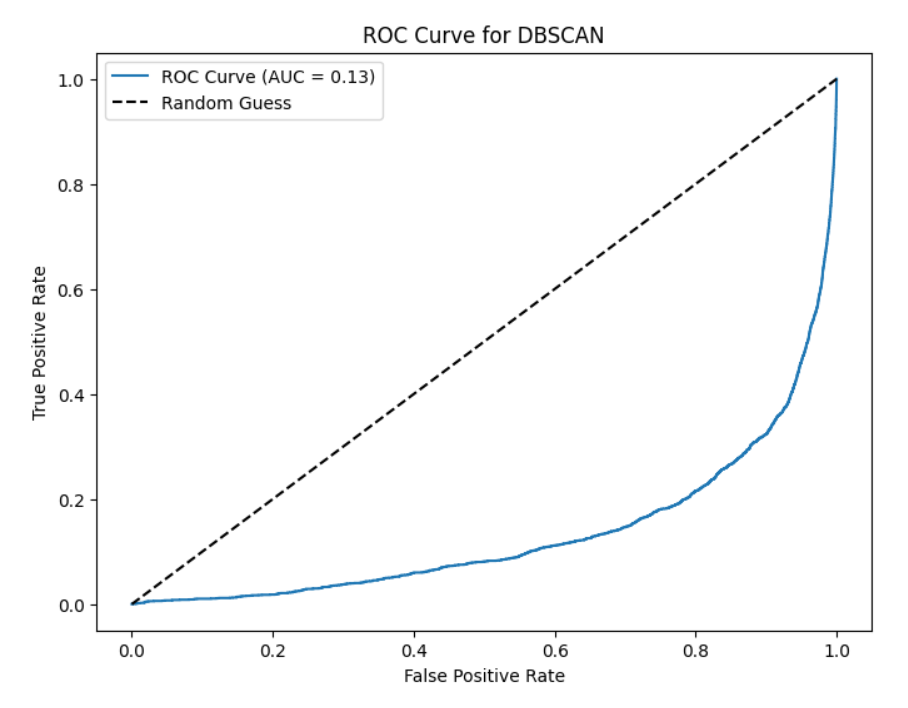 ROC Curve for DBSCAN
ROC Curve (AUC = 0.13)
Random Guess
1.0
0.8
0.6
0.4
0.2
0.0
True Positive Rate
0.0 0.2 0.4 0.6 0.8 1.0
False Positive Rate